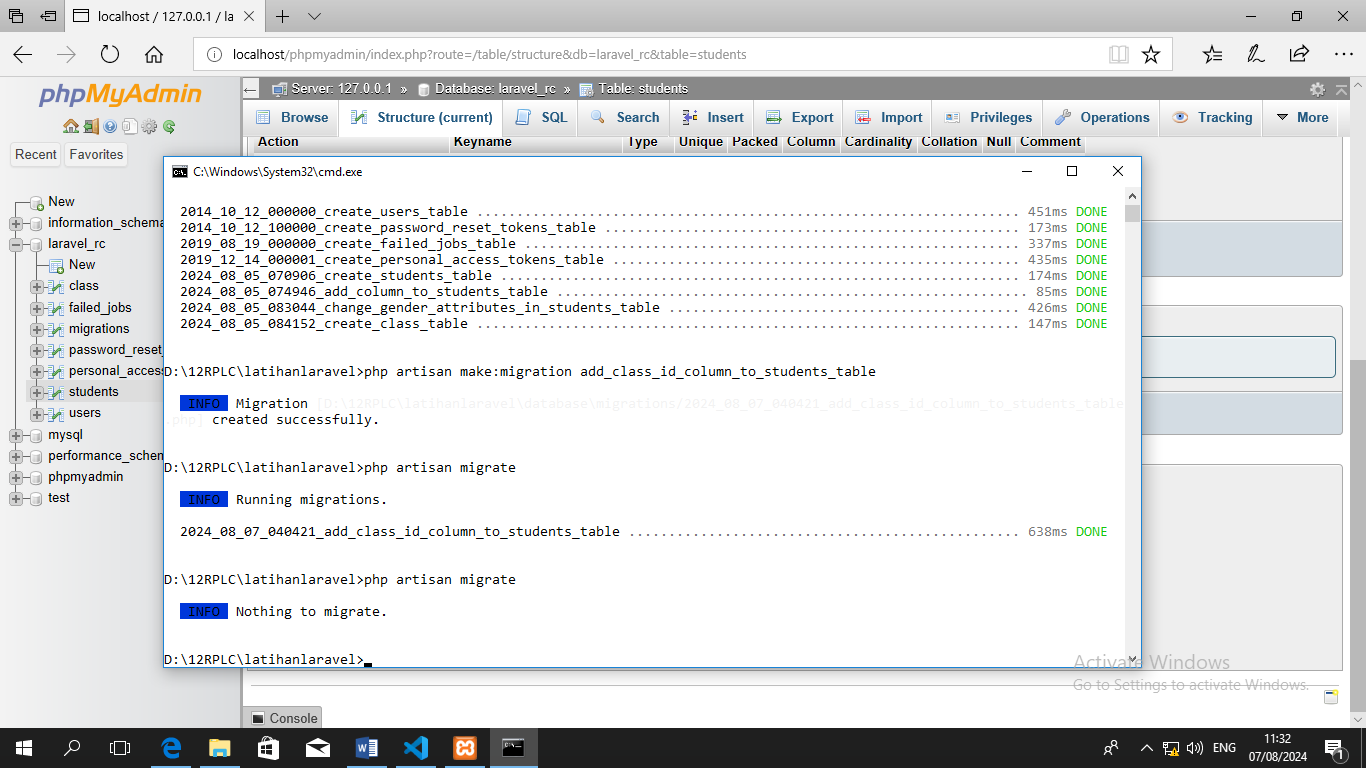 localhost / 127.0.0.1 / la
localhost/phpmyadmin/index.php?route=/table/structure&db=laravel_rc&table=students
phpMyAdmin
Recent Favorites
New
information_schema
laravel_rc
New
class
failed_jobs
migrations
password_reset_
personal_access
students
users
mysql
performance_schem
phpmyadmin
test
Server: 127.0.0.1 » Database: laravel_rc » Table: students
Browse Structure (current) SQL Search Insert Export Import Privileges Operations Tracking More
Action Keyname Type Unique Packed Column Cardinality Collation Null Comment
C:\Windows\System32\cmd.exe
2014_10_12_000000_create_users_table .................................................................... 451ms DONE
2014_10_12_100000_create_password_reset_tokens_table .................................................... 173ms DONE
2019_08_19_000000_create_failed_jobs_table .............................................................. 337ms DONE
2019_12_14_000001_create_personal_access_tokens_table ................................................... 435ms DONE
2024_08_05_070906_create_students_table ................................................................. 174ms DONE
2024_08_05_074946_add_column_to_students_table ........................................................... 85ms DONE
2024_08_05_083044_change_gender_attributes_in_students_table ............................................ 426ms DONE
2024_08_05_084152_create_class_table .................................................................... 147ms DONE
D:\12RPLC\latihanlaravel>php artisan make:migration add_class_id_column_to_students_table
INFO Migration [D:\12RPLC\latihanlaravel\database\migrations/2024_08_07_040421_add_class_id_column_to_students_table
.php] created successfully.
D:\12RPLC\latihanlaravel>php artisan migrate
INFO Running migrations.
2024_08_07_040421_add_class_id_column_to_students_table ................................................. 638ms DONE
D:\12RPLC\latihanlaravel>php artisan migrate
INFO Nothing to migrate.
D:\12RPLC\latihanlaravel>
Activate Windows
Go to Settings to activate Windows.
Console
ENG
11:32
07/08/2024
1